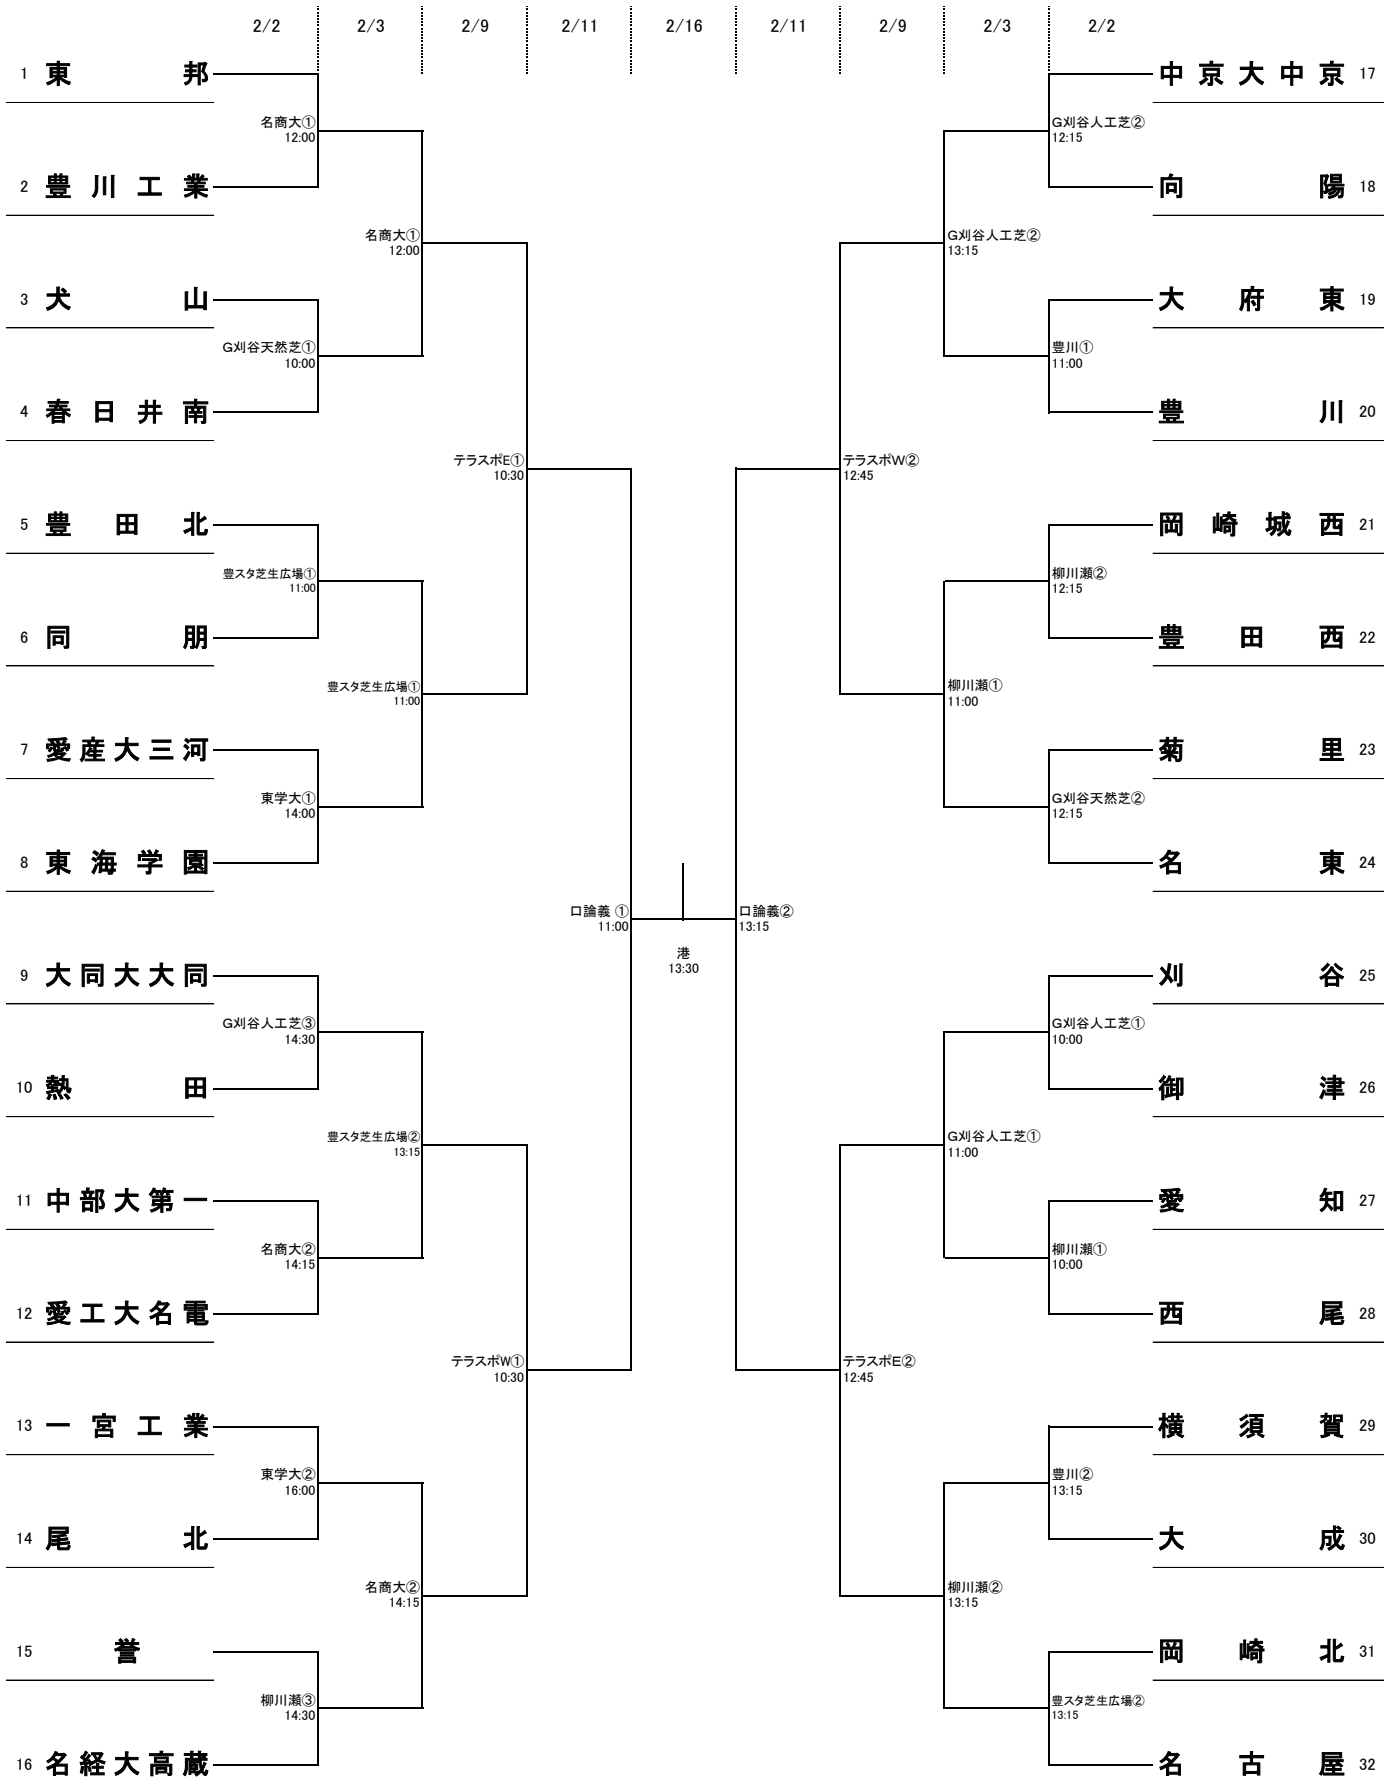 2/2 2/3 2/9 2/11 2/16 2/11 2/9 2/3 2/2
1 東邦
名商大①
12:00
2 豊川工業
名商大①
12:00
3 犬山
G刈谷天然芝①
10:00
4 春日井南
テラスポE①
10:30
5 豊田北
豊スタ芝生広場①
11:00
6 同朋
豊スタ芝生広場①
11:00
7 愛産大三河
東学大①
14:00
8 東海学園
口論義 ①
11:00
9 大同大大同
G刈谷人工芝③
14:30
10 熱田
豊スタ芝生広場②
13:15
11 中部大第一
名商大②
14:15
12 愛工大名電
テラスポW①
10:30
13 一宮工業
東学大②
16:00
14 尾北
名商大②
14:15
15 誉
柳川瀬③
14:30
16 名経大高蔵
港
13:30
中京大中京 17
G刈谷人工芝②
12:15
向陽 18
G刈谷人工芝②
13:15
大府東 19
豊川①
11:00
豊川 20
テラスポW②
12:45
岡崎城西 21
柳川瀬②
12:15
豊田西 22
柳川瀬①
11:00
菊里 23
G刈谷天然芝②
12:15
名東 24
口論義②
13:15
刈谷 25
G刈谷人工芝①
10:00
御津 26
G刈谷人工芝①
11:00
愛知 27
柳川瀬①
10:00
西尾 28
テラスポE②
12:45
横須賀 29
豊川②
13:15
大成 30
柳川瀬②
13:15
岡崎北 31
豊スタ芝生広場②
13:15
名古屋 32